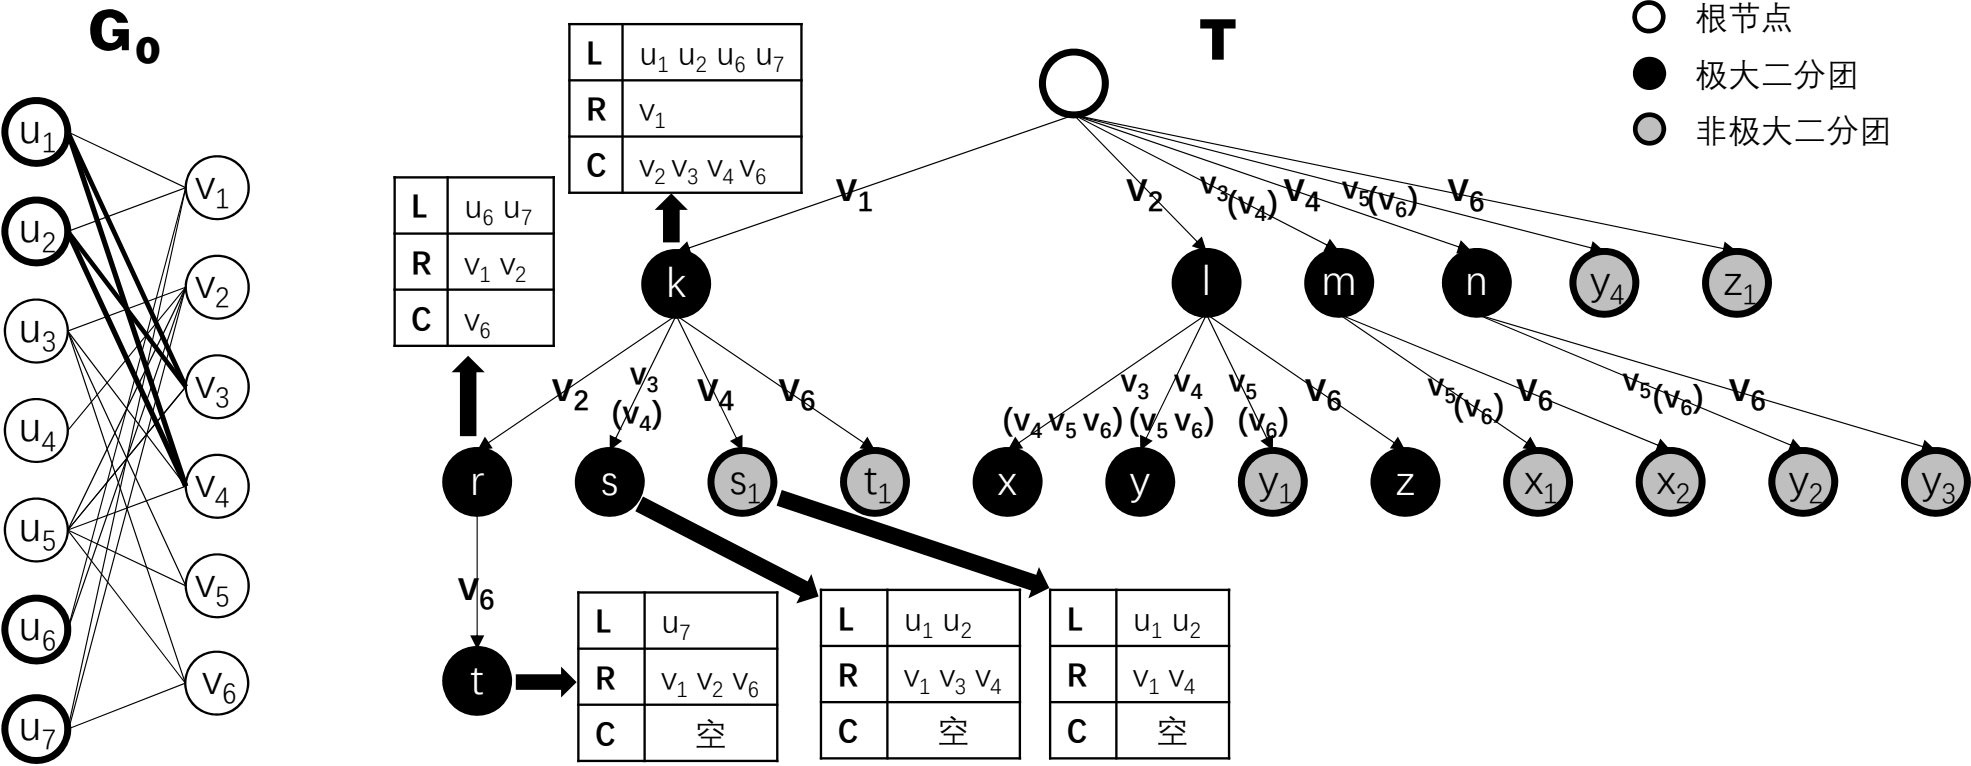 G0
T
根节点
极大二分团
非极大二分团
u1
u2
u3
u4
u5
u6
u7
v1
v2
v3
v4
v5
v6
L u1 u2 u6 u7
R v1
C v2 v3 v4 v6
L u6 u7
R v1 v2
C v6
v1
v2
v3(v4)
v4
v5(v6)
v6
k
l
m
n
y4
z1
v2
v3
(v4)
v4
v6
v3
(v4 v5 v6)
v4
(v5 v6)
v5
(v6)
v6
v5(v6)
v6
v5(v6)
v6
r
s
s1
t1
x
y
y1
z
x1
x2
y2
y3
v6
t
L u7
R v1 v2 v6
C 空
L u1 u2
R v1 v3 v4
C 空
L u1 u2
R v1 v4
C 空